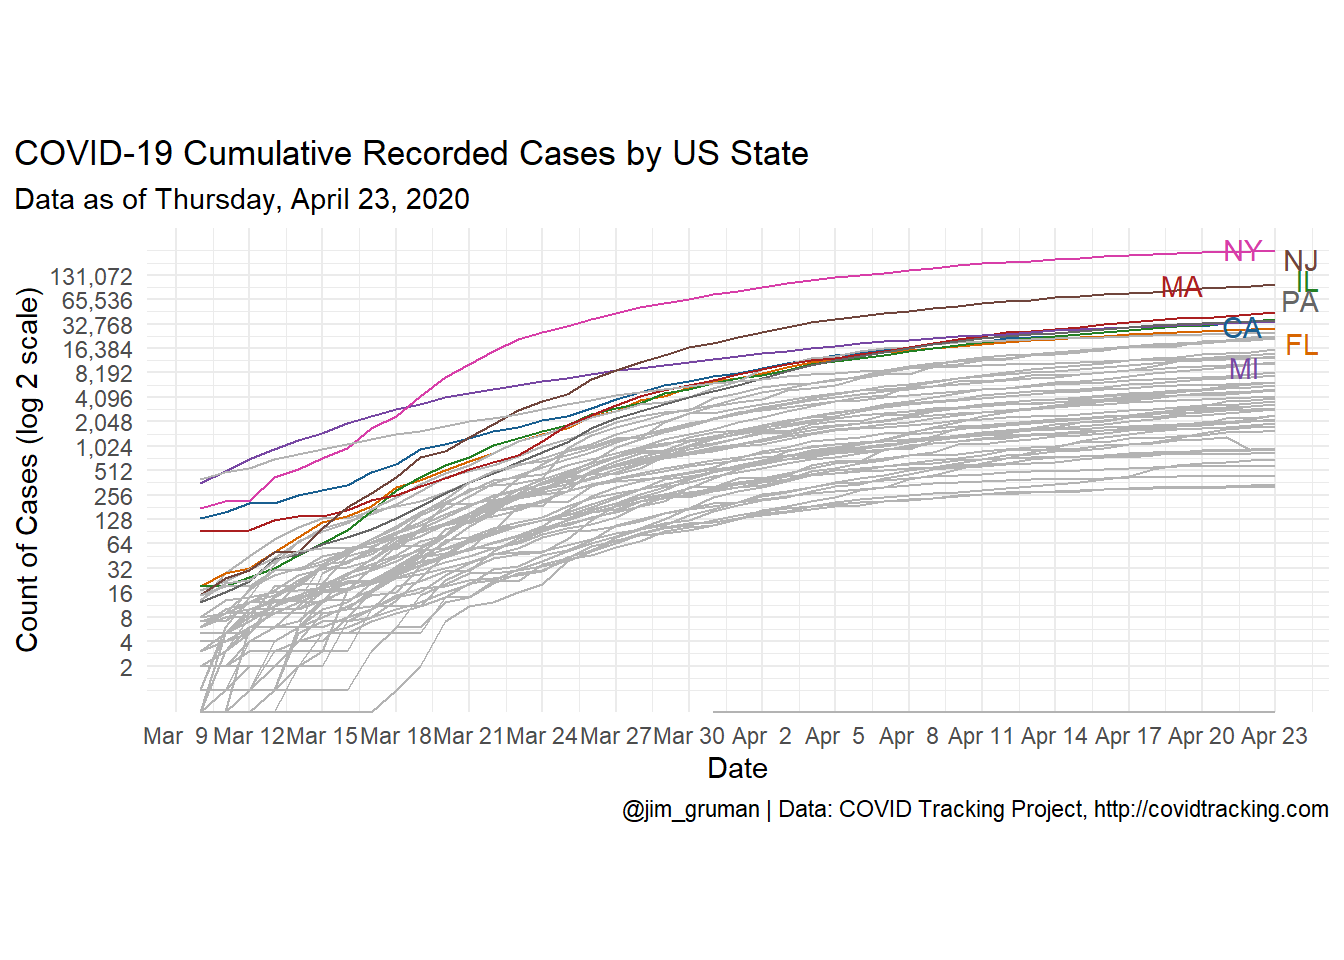 COVID-19 Cumulative Recorded Cases by US State
Data as of Thursday, April 23, 2020
Count of Cases (log 2 scale)
131,072
65,536
32,768
16,384
8,192
4,096
2,048
1,024
512
256
128
64
32
16
8
4
2
NY
NJ
MA
IL
PA
CA
FL
MI
Mar 9 Mar 12 Mar 15 Mar 18 Mar 21 Mar 24 Mar 27 Mar 30 Apr 2 Apr 5 Apr 8 Apr 11 Apr 14 Apr 17 Apr 20 Apr 23
Date
@jim_gruman | Data: COVID Tracking Project, http://covidtracking.com